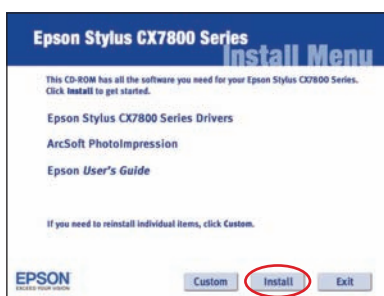 Epson Stylus CX7800 Series
Install Menu
This CD-ROM has all the software you need for your Epson Stylus CX7800 Series.
Click Install to get started.
Epson Stylus CX7800 Series Drivers
ArcSoft PhotoImpression
Epson User's Guide
If you need to reinstall individual items, click Custom.
EPSON
EXCEED YOUR VISION
Custom Install Exit